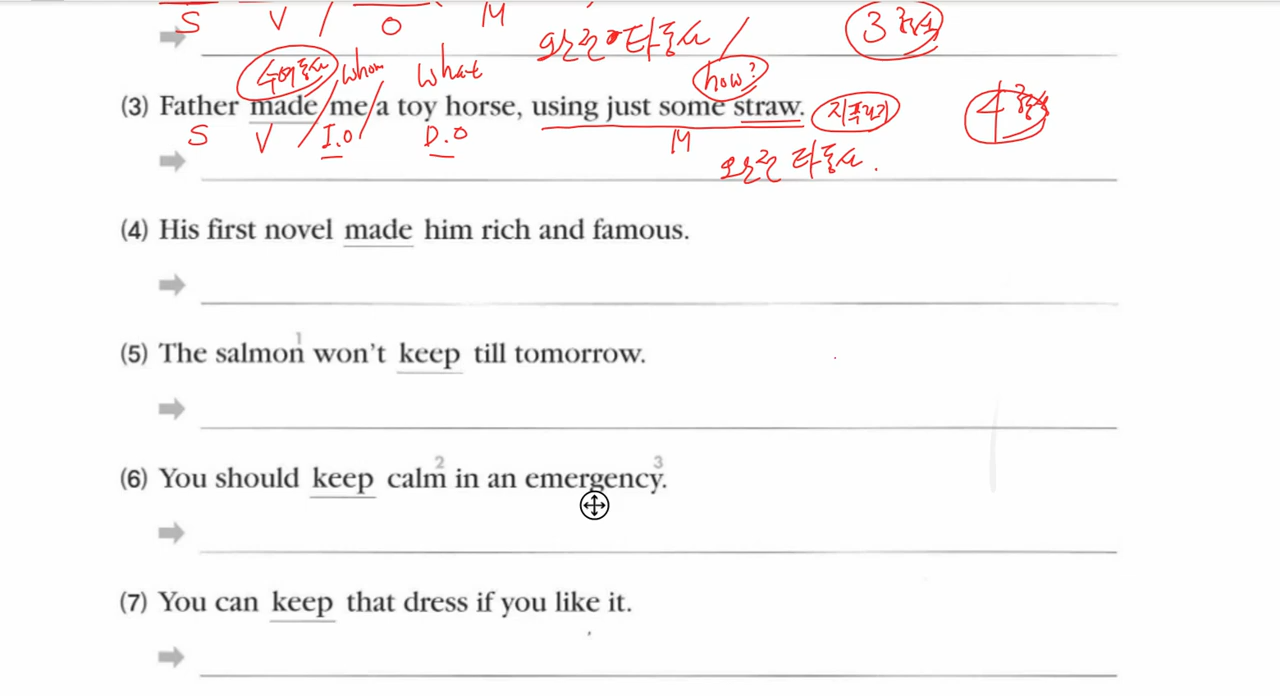 S V / O M
완전타동사 / 3형식
수여동사 whom what how?
(3) Father made / me / a toy horse, using just some straw. 지푸라기 4형식
S V / I.O / D.O M
완전 타동사.
(4) His first novel made him rich and famous.
1
(5) The salmon won't keep till tomorrow.
2 3
(6) You should keep calm in an emergency.
(7) You can keep that dress if you like it.